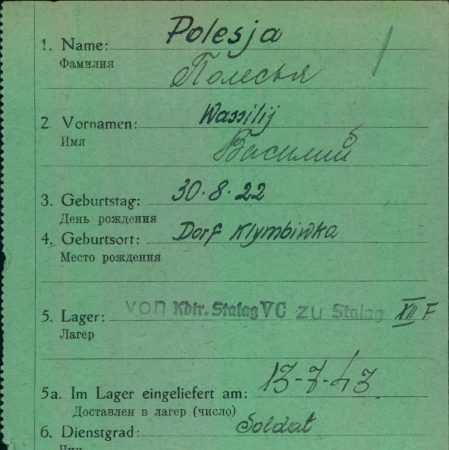 1. Name: Polesja
Фамилия Полесья
2. Vornamen: Wassilij
Имя Василий
3. Geburtstag: 30.8.22
День рождения
4. Geburtsort: Dorf Klymbiwka
Место рождения
5. Lager: von Kdtr. Stalag VC zu Stalag XII F
Лагер
5a. Im Lager eingeliefert am: 13-7-43
Доставлен в лагер (число)
6. Dienstgrad: Soldat